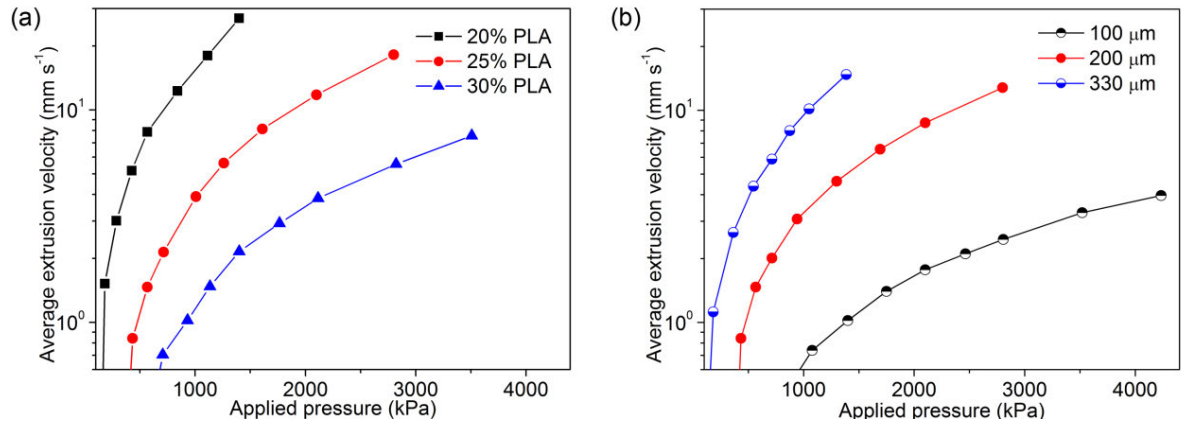 (a)
20% PLA
25% PLA
30% PLA
Average extrusion velocity (mm s⁻¹)
10¹
10⁰
1000 2000 3000 4000
Applied pressure (kPa)
(b)
100 μm
200 μm
330 μm
Average extrusion velocity (mm s⁻¹)
10¹
10⁰
1000 2000 3000 4000
Applied pressure (kPa)